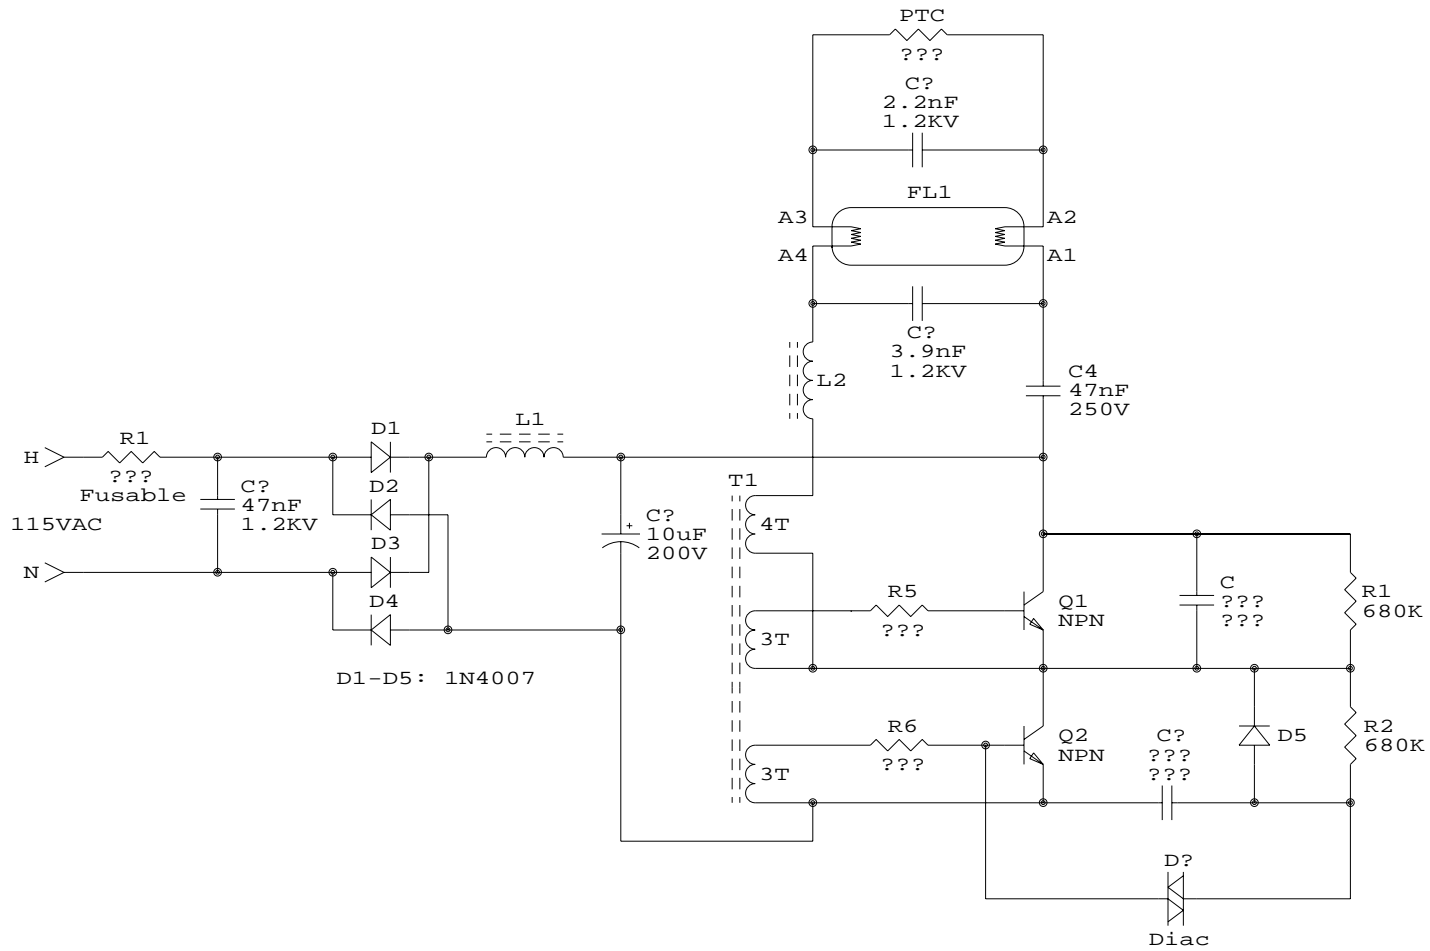 PTC
???
C?
2.2nF
1.2KV
FL1
A3
A2
A4
A1
C?
3.9nF
1.2KV
L2
C4
47nF
250V
L1
D1
R1
H
???
Fusable
D2
C?
47nF
1.2KV
115VAC
D3
N
D4
D1-D5: 1N4007
C?
+
10uF
200V
T1
4T
R5
???
3T
Q1
NPN
C
???
???
R1
680K
R6
???
3T
Q2
NPN
C?
???
???
D5
R2
680K
D?
Diac